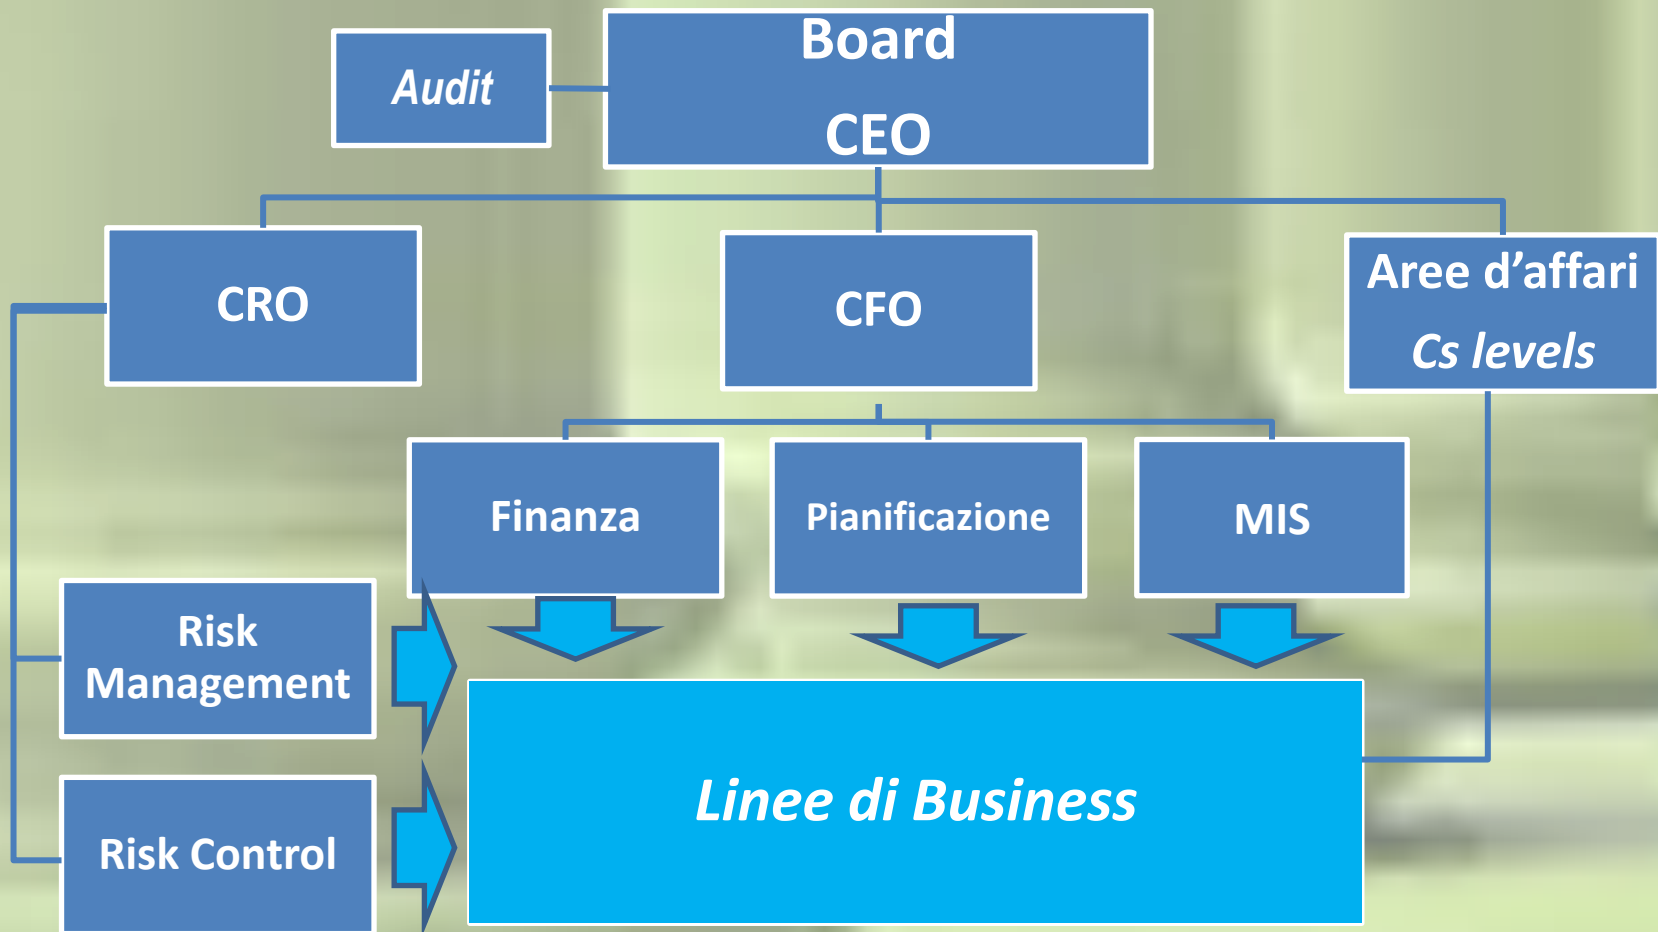 Audit
Board
CEO
CRO
CFO
Aree d’affari
Cs levels
Finanza
Pianificazione
MIS
Risk
Management
Risk Control
Linee di Business